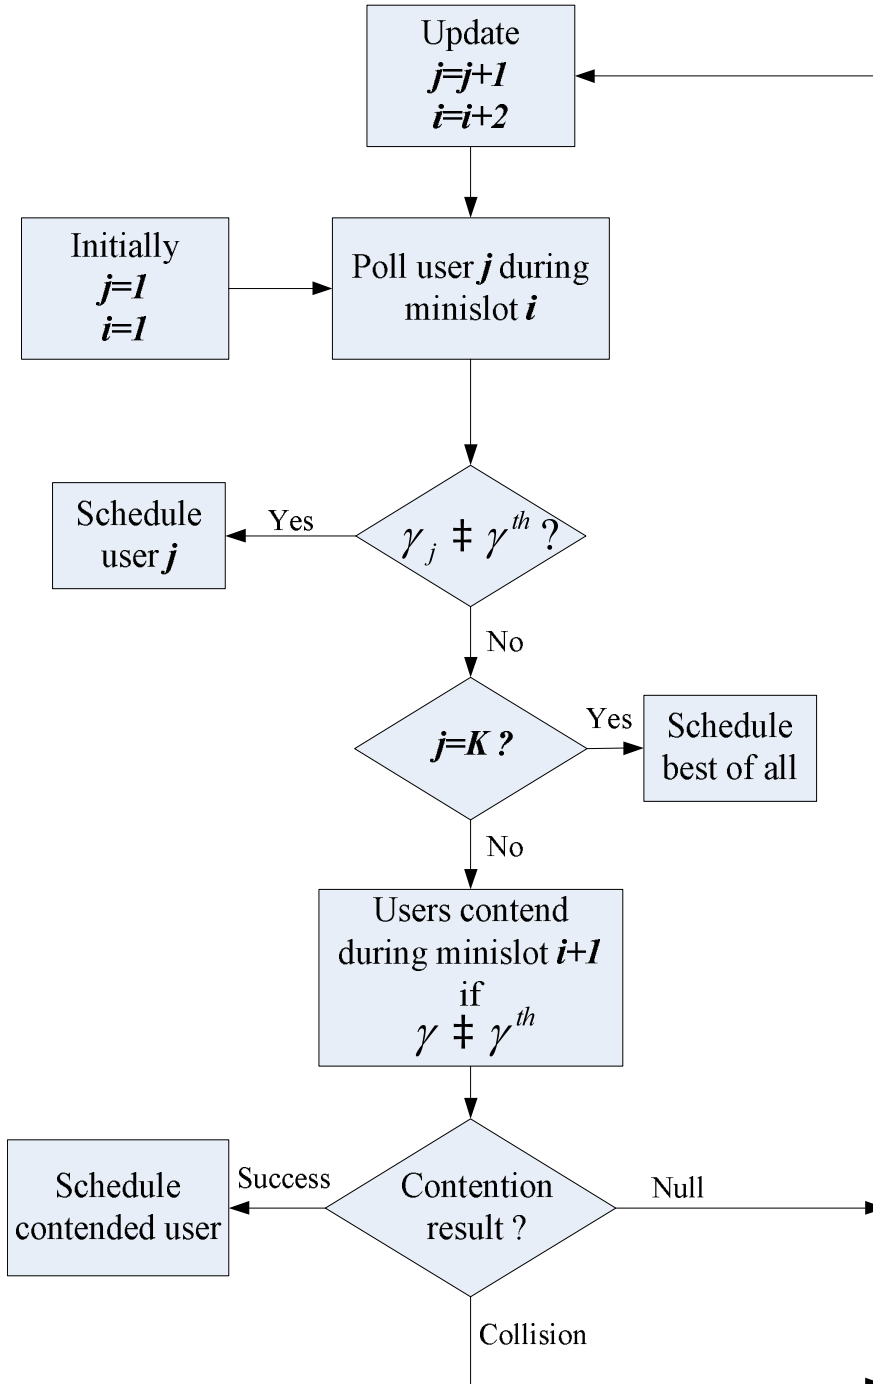 Update
j=j+1
i=i+2
Initially
j=1
i=1
Poll user j during
minislot i
γj ‡ γth ?
Yes
Schedule
user j
No
j=K ?
Yes
Schedule
best of all
No
Users contend
during minislot i+1
if
γ ‡ γth
Contention
result ?
Success
Schedule
contended user
Null
Collision